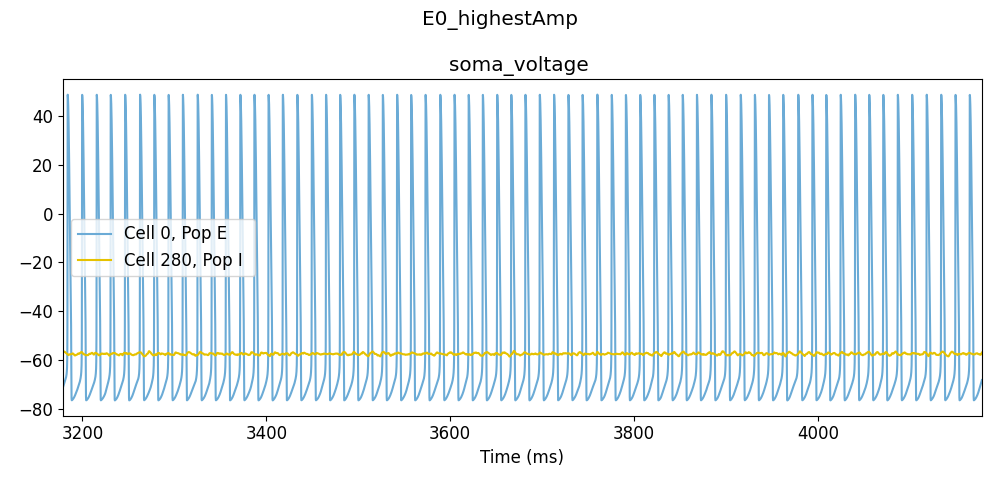 E0_highestAmp
soma_voltage
40
20
0
−20
−40
−60
−80
Cell 0, Pop E
Cell 280, Pop I
3200
3400
3600
3800
4000
Time (ms)